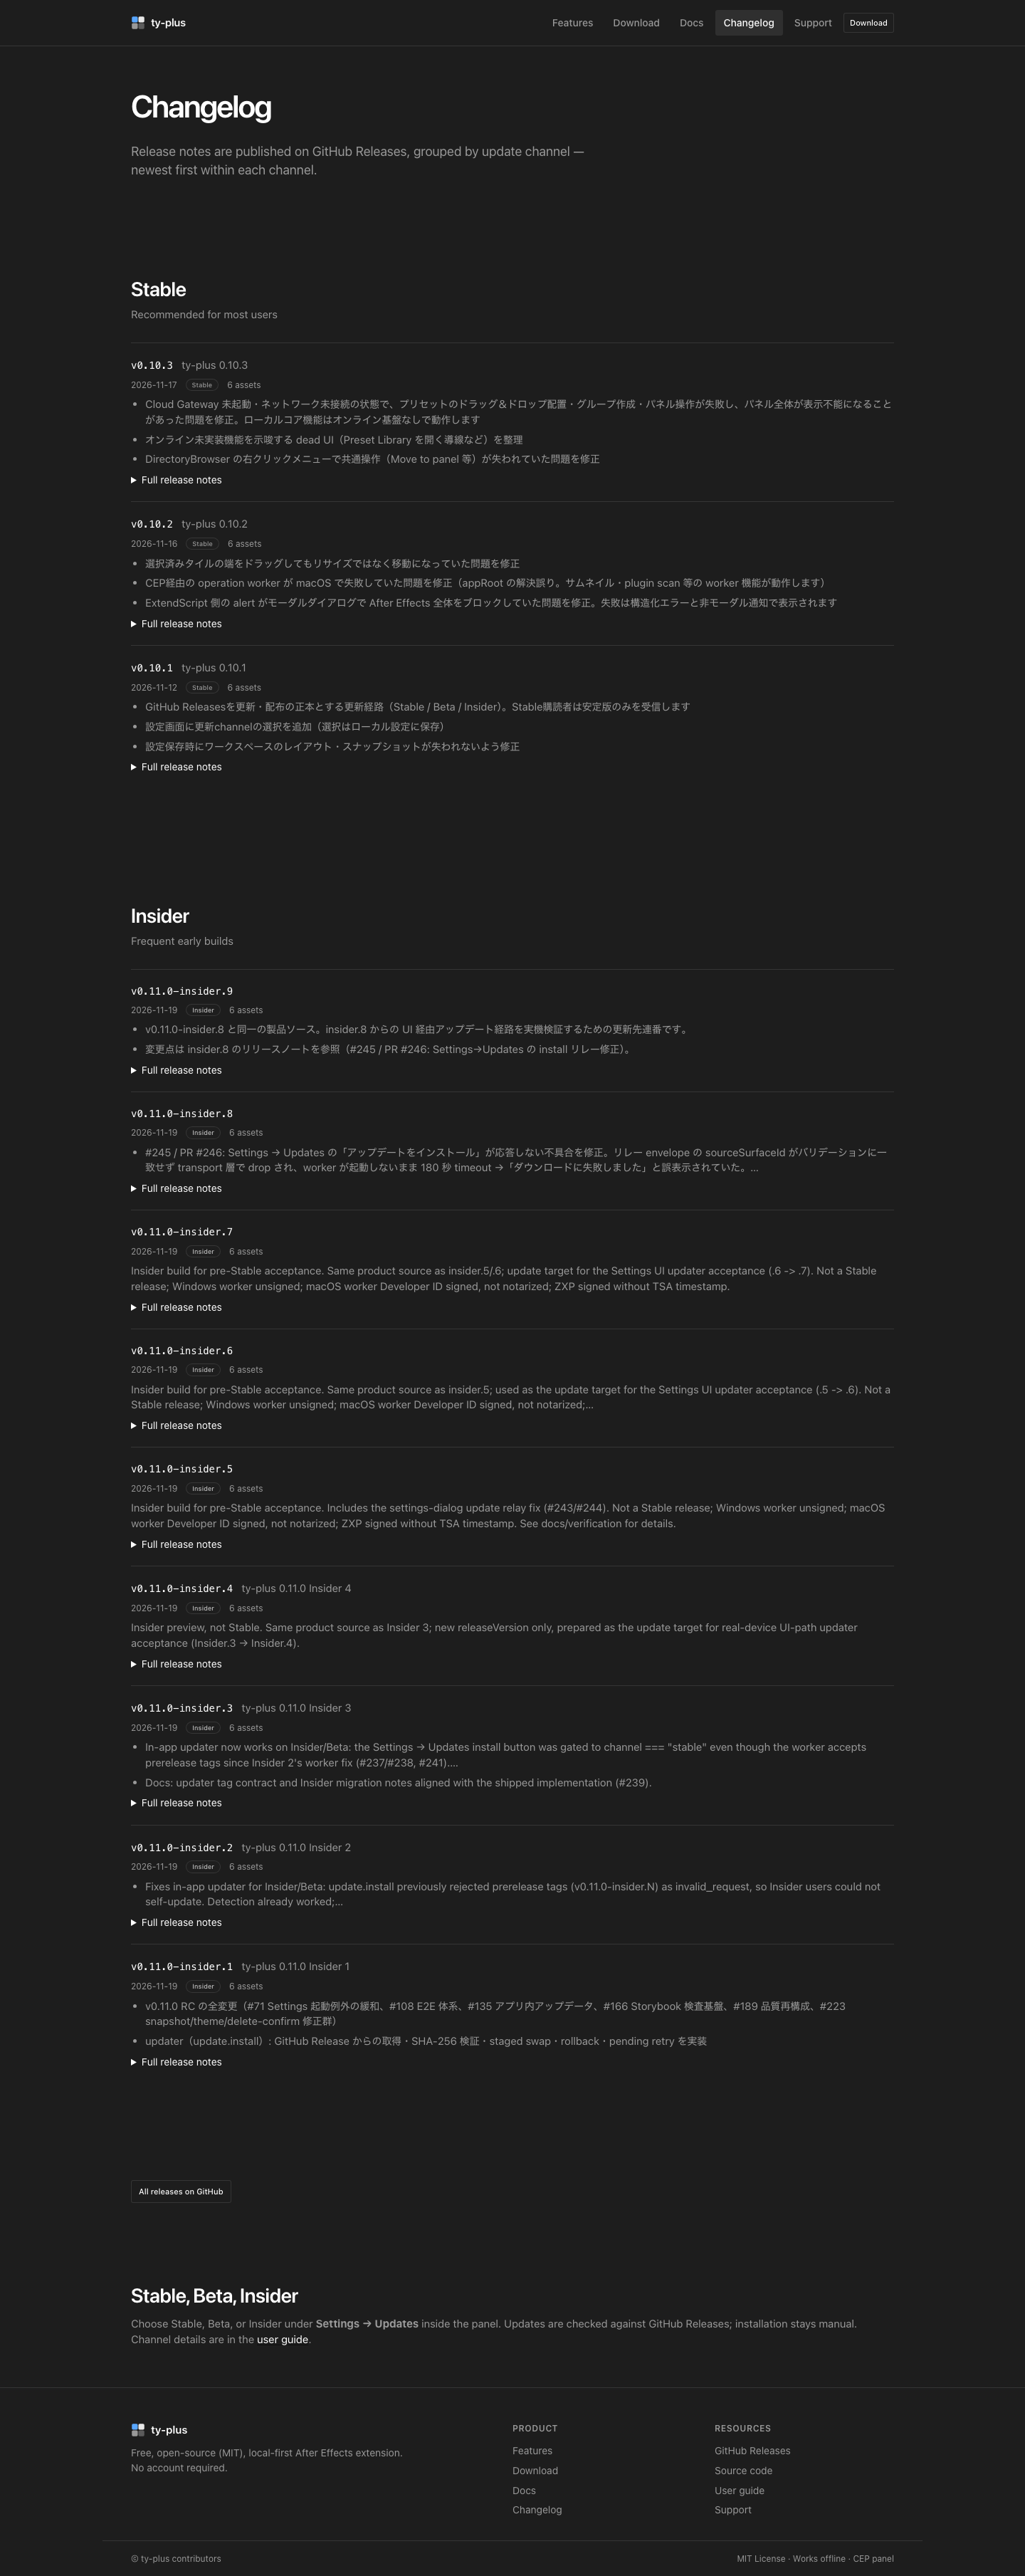 ty-plus
Features
Download
Docs
Changelog
Support
Download
Changelog
Release notes are published on GitHub Releases, grouped by update channel —
newest first within each channel.
Stable
Recommended for most users
v0.10.3 ty-plus 0.10.3
2026-11-17 Stable 6 assets
• Cloud Gateway 未起動・ネットワーク未接続の状態で、プリセットのドラッグ＆ドロップ配置・グループ作成・パネル操作が失敗し、パネル全体が表示不能になること
があった問題を修正。ローカルコア機能はオンライン基盤なしで動作します
• オンライン未実装機能を示唆する dead UI（Preset Library を開く導線など）を整理
• DirectoryBrowser の右クリックメニューで共通操作（Move to panel 等）が失われていた問題を修正
▶ Full release notes
v0.10.2 ty-plus 0.10.2
2026-11-16 Stable 6 assets
• 選択済みタイルの端をドラッグしてもリサイズではなく移動になっていた問題を修正
• CEP経由の operation worker が macOS で失敗していた問題を修正（appRoot の解決誤り。サムネイル・plugin scan 等の worker 機能が動作します）
• ExtendScript 側の alert がモーダルダイアログで After Effects 全体をブロックしていた問題を修正。失敗は構造化エラーと非モーダル通知で表示されます
▶ Full release notes
v0.10.1 ty-plus 0.10.1
2026-11-12 Stable 6 assets
• GitHub Releasesを更新・配布の正本とする更新経路（Stable / Beta / Insider）。Stable購読者は安定版のみを受信します
• 設定画面に更新channelの選択を追加（選択はローカル設定に保存）
• 設定保存時にワークスペースのレイアウト・スナップショットが失われないよう修正
▶ Full release notes
Insider
Frequent early builds
v0.11.0-insider.9
2026-11-19 Insider 6 assets
• v0.11.0-insider.8 と同一の製品ソース。insider.8 からの UI 経由アップデート経路を実機検証するための更新先連番です。
• 変更点は insider.8 のリリースノートを参照（#245 / PR #246: Settings→Updates の install リレー修正）。
▶ Full release notes
v0.11.0-insider.8
2026-11-19 Insider 6 assets
• #245 / PR #246: Settings → Updates の「アップデートをインストール」が応答しない不具合を修正。リレー envelope の sourceSurfaceId がバリデーションに一
致せず transport 層で drop され、worker が起動しないまま 180 秒 timeout →「ダウンロードに失敗しました」と誤表示されていた。...
▶ Full release notes
v0.11.0-insider.7
2026-11-19 Insider 6 assets
Insider build for pre-Stable acceptance. Same product source as insider.5/.6; update target for the Settings UI updater acceptance (.6 -> .7). Not a Stable
release; Windows worker unsigned; macOS worker Developer ID signed, not notarized; ZXP signed without TSA timestamp.
▶ Full release notes
v0.11.0-insider.6
2026-11-19 Insider 6 assets
Insider build for pre-Stable acceptance. Same product source as insider.5; used as the update target for the Settings UI updater acceptance (.5 -> .6). Not a
Stable release; Windows worker unsigned; macOS worker Developer ID signed, not notarized;...
▶ Full release notes
v0.11.0-insider.5
2026-11-19 Insider 6 assets
Insider build for pre-Stable acceptance. Includes the settings-dialog update relay fix (#243/#244). Not a Stable release; Windows worker unsigned; macOS
worker Developer ID signed, not notarized; ZXP signed without TSA timestamp. See docs/verification for details.
▶ Full release notes
v0.11.0-insider.4 ty-plus 0.11.0 Insider 4
2026-11-19 Insider 6 assets
Insider preview, not Stable. Same product source as Insider 3; new releaseVersion only, prepared as the update target for real-device UI-path updater
acceptance (Insider.3 → Insider.4).
▶ Full release notes
v0.11.0-insider.3 ty-plus 0.11.0 Insider 3
2026-11-19 Insider 6 assets
• In-app updater now works on Insider/Beta: the Settings → Updates install button was gated to channel === "stable" even though the worker accepts
prerelease tags since Insider 2's worker fix (#237/#238, #241)....
• Docs: updater tag contract and Insider migration notes aligned with the shipped implementation (#239).
▶ Full release notes
v0.11.0-insider.2 ty-plus 0.11.0 Insider 2
2026-11-19 Insider 6 assets
• Fixes in-app updater for Insider/Beta: update.install previously rejected prerelease tags (v0.11.0-insider.N) as invalid_request, so Insider users could not
self-update. Detection already worked;...
▶ Full release notes
v0.11.0-insider.1 ty-plus 0.11.0 Insider 1
2026-11-19 Insider 6 assets
• v0.11.0 RC の全変更（#71 Settings 起動例外の緩和、#108 E2E 体系、#135 アプリ内アップデータ、#166 Storybook 検査基盤、#189 品質再構成、#223
snapshot/theme/delete-confirm 修正群）
• updater（update.install）: GitHub Release からの取得・SHA-256 検証・staged swap・rollback・pending retry を実装
▶ Full release notes
All releases on GitHub
Stable, Beta, Insider
Choose Stable, Beta, or Insider under Settings → Updates inside the panel. Updates are checked against GitHub Releases; installation stays manual.
Channel details are in the user guide.
ty-plus
Free, open-source (MIT), local-first After Effects extension.
No account required.
PRODUCT
Features
Download
Docs
Changelog
RESOURCES
GitHub Releases
Source code
User guide
Support
© ty-plus contributors
MIT License · Works offline · CEP panel